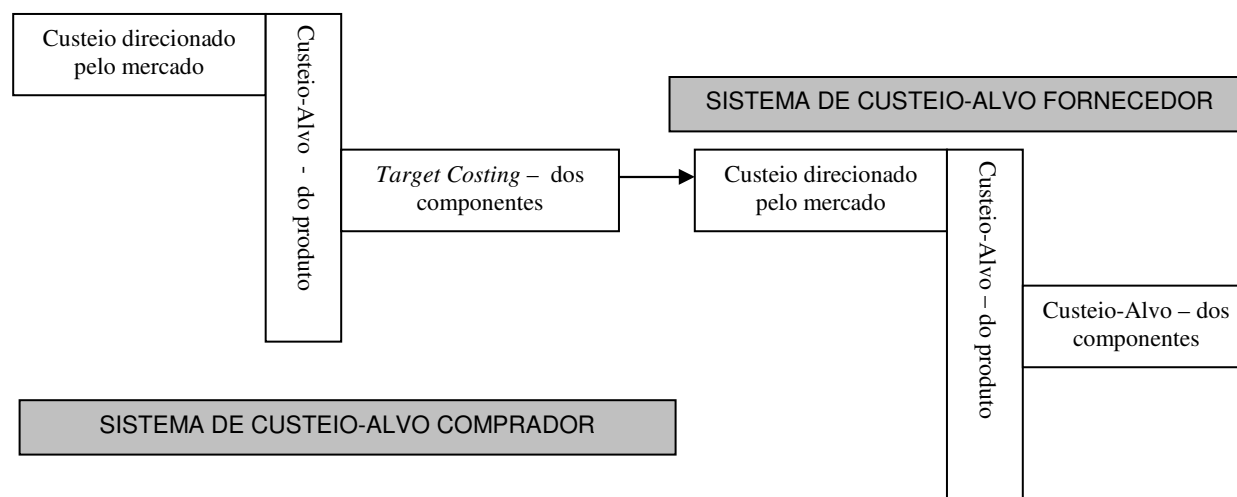 Custeio direcionado
pelo mercado
Custeio-Alvo - do produto
Target Costing – dos
componentes
SISTEMA DE CUSTEIO-ALVO COMPRADOR
SISTEMA DE CUSTEIO-ALVO FORNECEDOR
Custeio direcionado
pelo mercado
Custeio-Alvo – do produto
Custeio-Alvo – dos
componentes